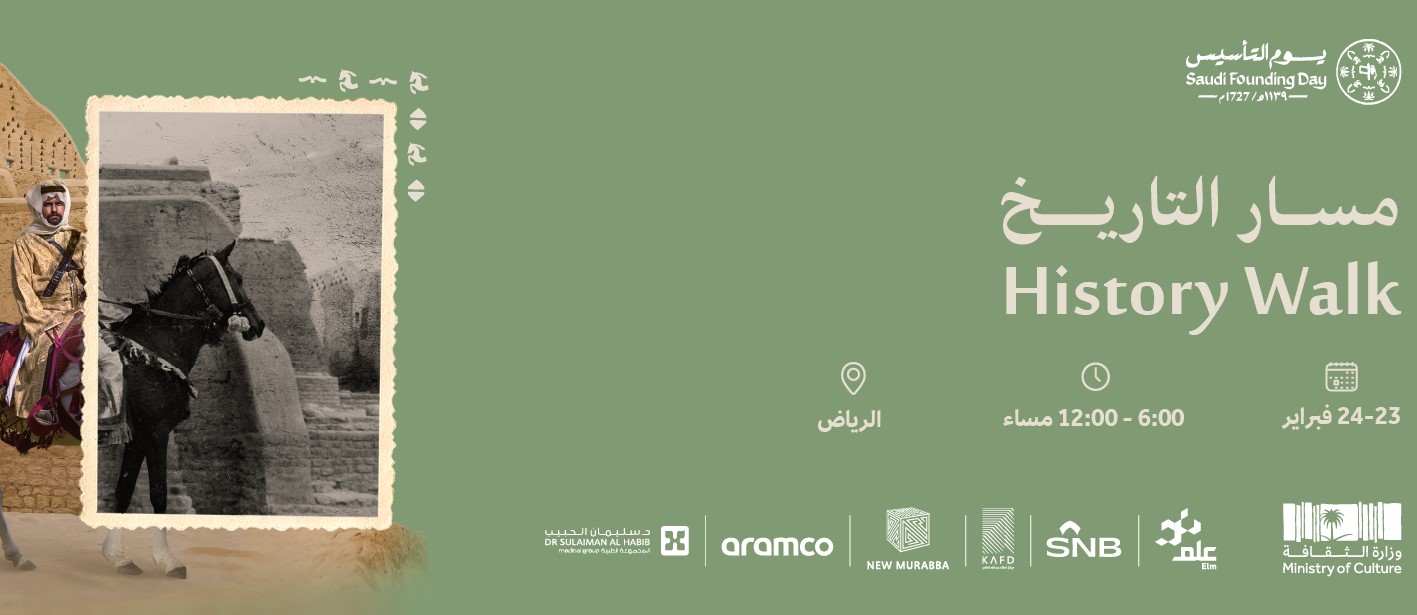 يوم التأسيس
Saudi Founding Day
١١٣٩هـ / 1727م
مسار التاريخ
History Walk
24-23 فبراير
6:00 - 12:00 مساء
الرياض
وزارة الثقافة
Ministry of Culture
علم
Elm
SNB
KAFD
NEW MURABBA
aramco
د. سليمان الحبيب
DR SULAIMAN AL HABIB
المجموعة الطبية medical group